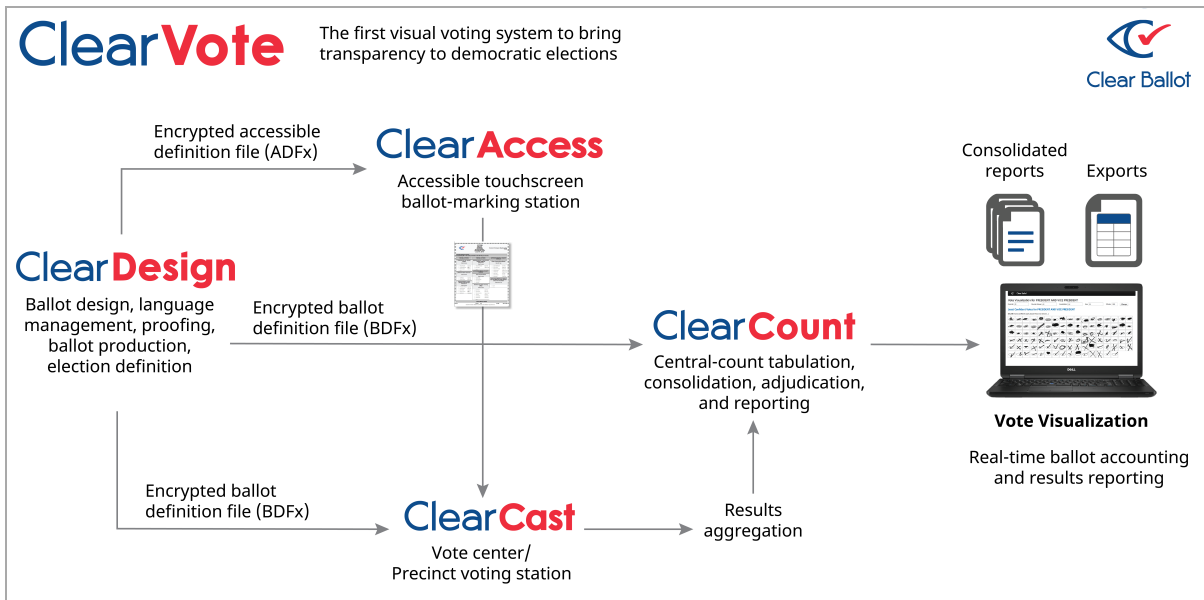 ClearVote
The first visual voting system to bring
transparency to democratic elections
Clear Ballot
Encrypted accessible
definition file (ADFx)
ClearAccess
Accessible touchscreen
ballot-marking station
Consolidated
reports
Exports
ClearDesign
Ballot design, language
management, proofing,
ballot production,
election definition
Encrypted ballot
definition file (BDFx)
ClearCount
Central-count tabulation,
consolidation, adjudication,
and reporting
DELL
Vote Visualization
Real-time ballot accounting
and results reporting
Encrypted ballot
definition file (BDFx)
ClearCast
Vote center/
Precinct voting station
Results
aggregation